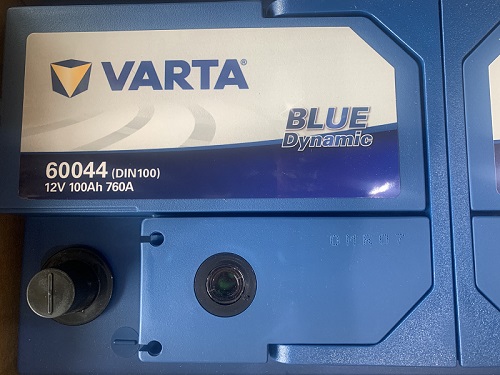 VARTA®
BLUE
Dynamic
60044 (DIN100)
12V 100Ah 760A